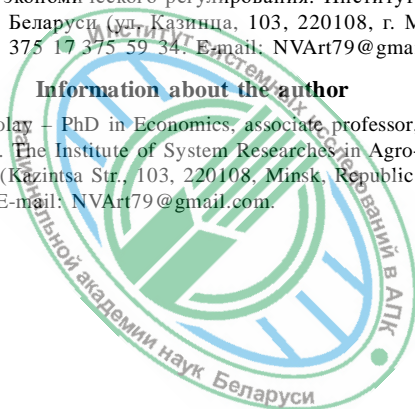 экономического регулирования. Институт
Беларуси (ул. Казинца, 103, 220108, г. М
375 17 375 59 34. E-mail: NVArt79@gma
Information about the author
olay – PhD in Economics, associate professor.
. The Institute of System Researches in Agro-
(Kazintsa Str., 103, 220108, Minsk, Republic
E-mail: NVArt79@gmail.com.
Институт системных исследований в АПК
Национальной академии наук Беларуси